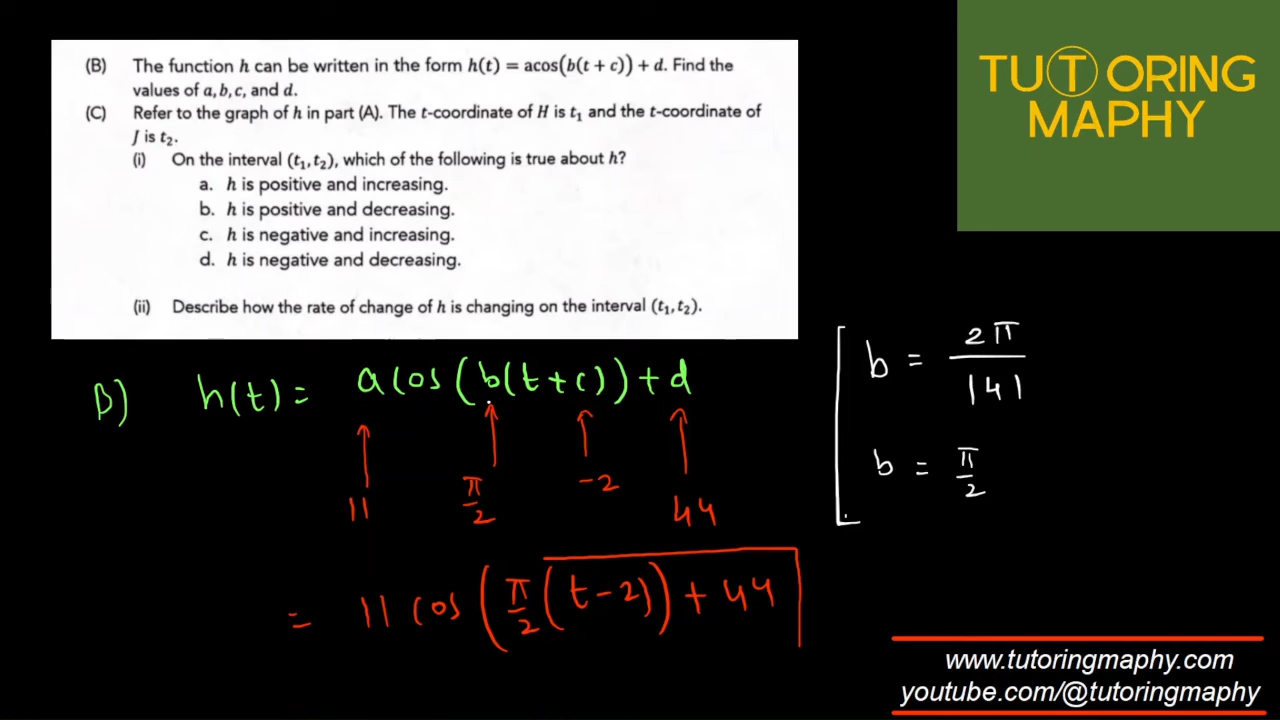 (B) The function h can be written in the form h(t) = acos(b(t + c)) + d. Find the
values of a, b, c, and d.
(C) Refer to the graph of h in part (A). The t-coordinate of H is t₁ and the t-coordinate of
J is t₂.
(i) On the interval (t₁, t₂), which of the following is true about h?
a. h is positive and increasing.
b. h is positive and decreasing.
c. h is negative and increasing.
d. h is negative and decreasing.
(ii) Describe how the rate of change of h is changing on the interval (t₁, t₂).
TUTORING
MAPHY
B) h(t) = a cos(b(t+c)) + d
11 π/2 -2 44
= 11 cos(π/2(t-2)) + 44
b = 2π/|4|
b = π/2
www.tutoringmaphy.com
youtube.com/@tutoringmaphy